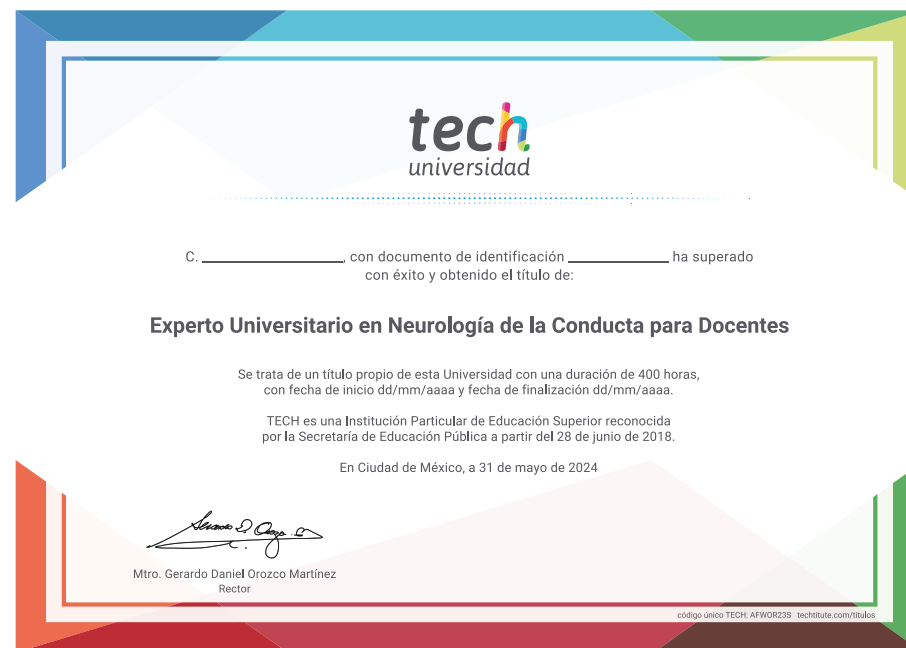 tech
universidad
C. ____________________, con documento de identificación ______________ ha superado
con éxito y obtenido el título de:
Experto Universitario en Neurología de la Conducta para Docentes
Se trata de un título propio de esta Universidad con una duración de 400 horas,
con fecha de inicio dd/mm/aaaa y fecha de finalización dd/mm/aaaa.
TECH es una Institución Particular de Educación Superior reconocida
por la Secretaría de Educación Pública a partir del 28 de junio de 2018.
En Ciudad de México, a 31 de mayo de 2024
Mtro. Gerardo Daniel Orozco Martínez
Rector
código único TECH: AFWOR23S techtitute.com/titulos